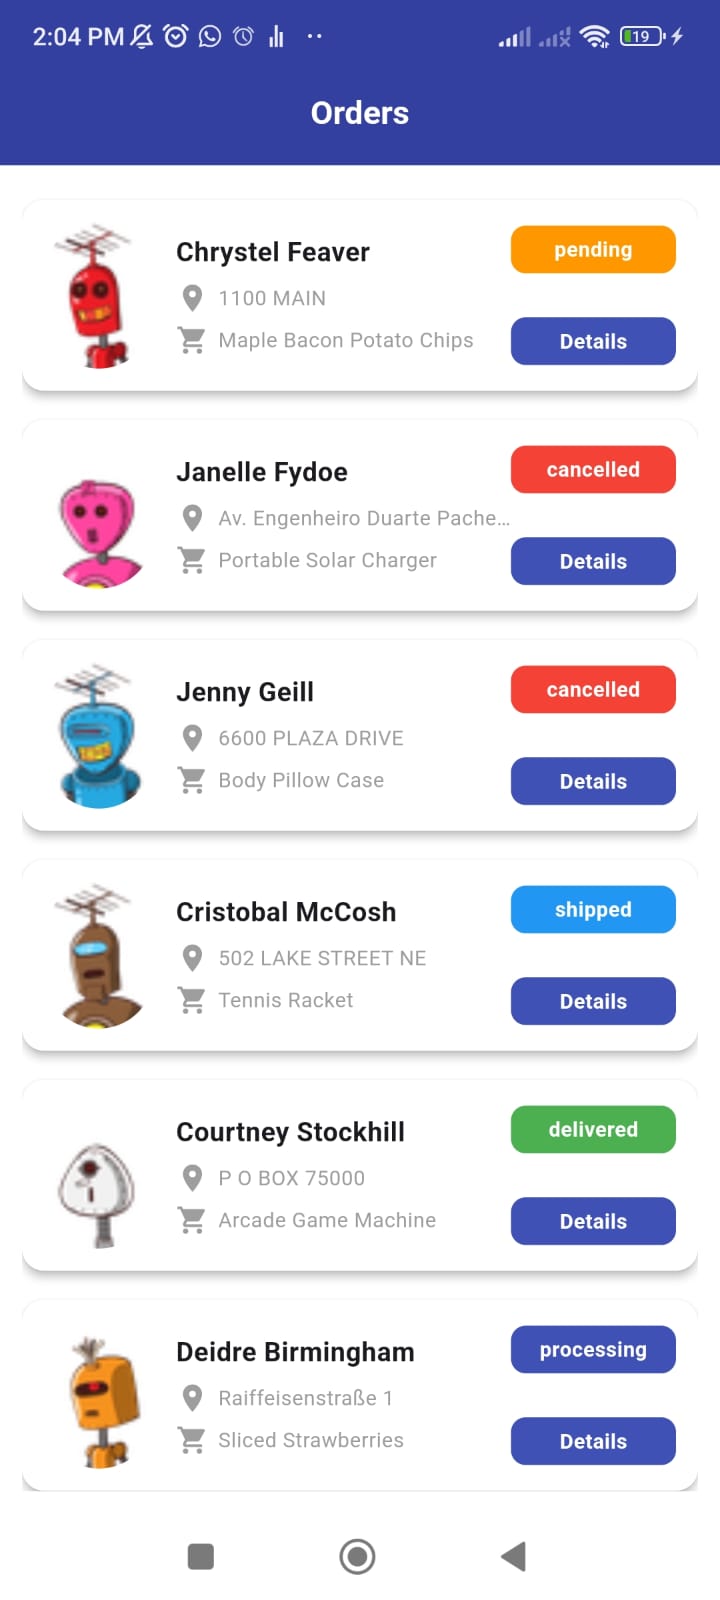 2:04 PM
19
Orders
Chrystel Feaver
pending
1100 MAIN
Maple Bacon Potato Chips
Details
Janelle Fydoe
cancelled
Av. Engenheiro Duarte Pache...
Portable Solar Charger
Details
Jenny Geill
cancelled
6600 PLAZA DRIVE
Body Pillow Case
Details
Cristobal McCosh
shipped
502 LAKE STREET NE
Tennis Racket
Details
Courtney Stockhill
delivered
P O BOX 75000
Arcade Game Machine
Details
Deidre Birmingham
processing
Raiffeisenstraße 1
Sliced Strawberries
Details